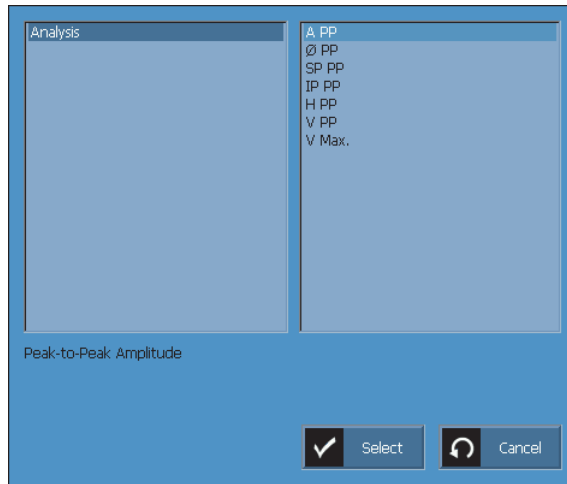 Analysis
A PP
Ø PP
SP PP
IP PP
H PP
V PP
V Max.
Peak-to-Peak Amplitude
Select
Cancel